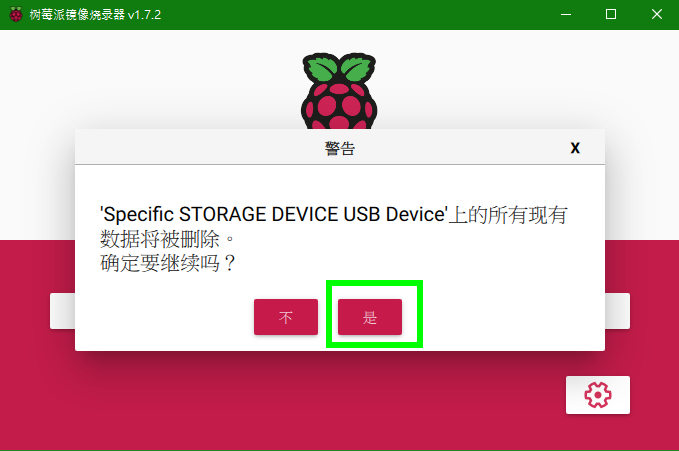 树莓派镜像烧录器 v1.7.2
警告
X
'Specific STORAGE DEVICE USB Device'上的所有现有
数据将被删除。
确定要继续吗？
不
是